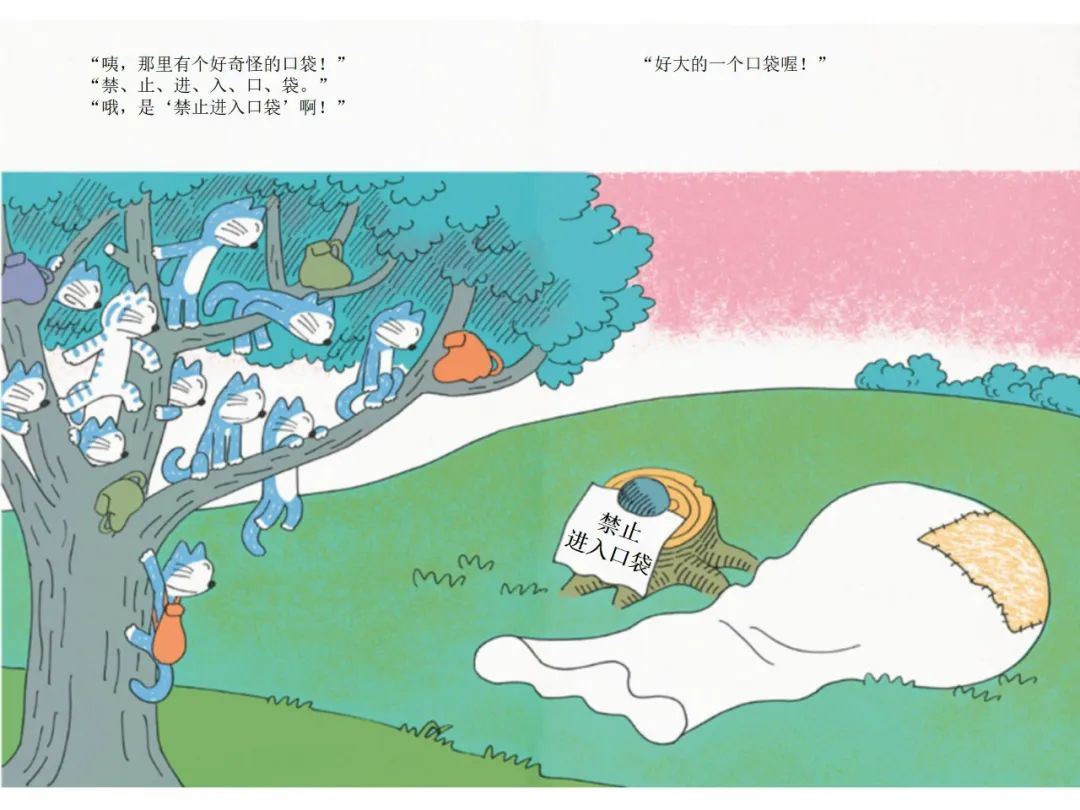 “咦，那里有个好奇怪的口袋！”
“禁、止、进、入、口、袋。”
“哦，是‘禁止进入口袋’啊！”
“好大的一个口袋喔！”
禁止
进入口袋